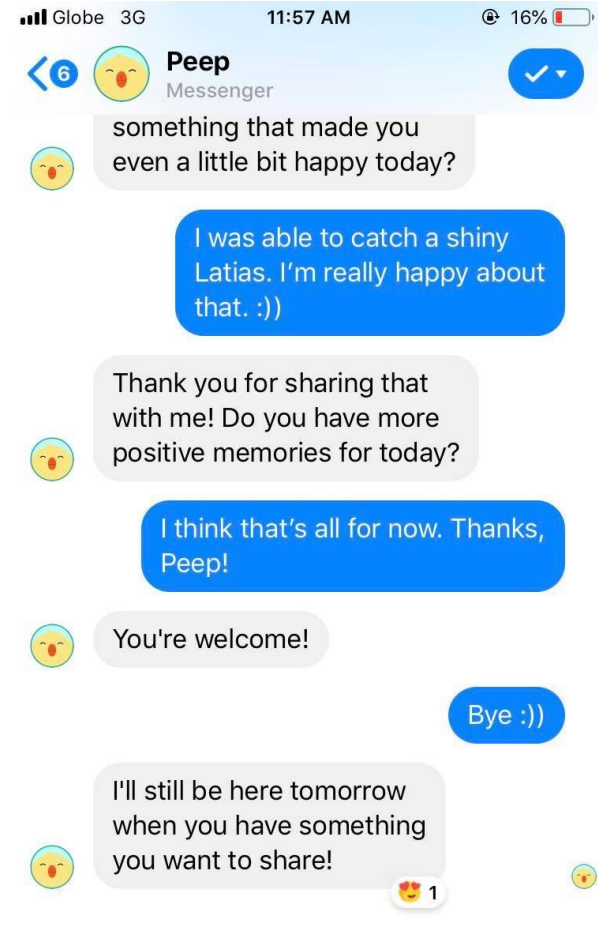 Globe 3G 11:57 AM 16%
6 Peep
Messenger
something that made you
even a little bit happy today?
I was able to catch a shiny
Latias. I’m really happy about
that. :))
Thank you for sharing that
with me! Do you have more
positive memories for today?
I think that’s all for now. Thanks,
Peep!
You're welcome!
Bye :))
I'll still be here tomorrow
when you have something
you want to share!
😍 1